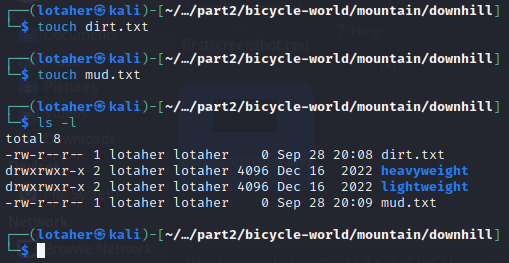 ┌──(lotaher㉿kali)-[~/…/part2/bicycle-world/mountain/downhill]
└─$ touch dirt.txt
┌──(lotaher㉿kali)-[~/…/part2/bicycle-world/mountain/downhill]
└─$ touch mud.txt
┌──(lotaher㉿kali)-[~/…/part2/bicycle-world/mountain/downhill]
└─$ ls -l
total 8
-rw-r--r-- 1 lotaher lotaher    0 Sep 28 20:08 dirt.txt
drwxrwxr-x 2 lotaher lotaher 4096 Dec 16  2022 heavyweight
drwxrwxr-x 2 lotaher lotaher 4096 Dec 16  2022 lightweight
-rw-r--r-- 1 lotaher lotaher    0 Sep 28 20:09 mud.txt
┌──(lotaher㉿kali)-[~/…/part2/bicycle-world/mountain/downhill]
└─$